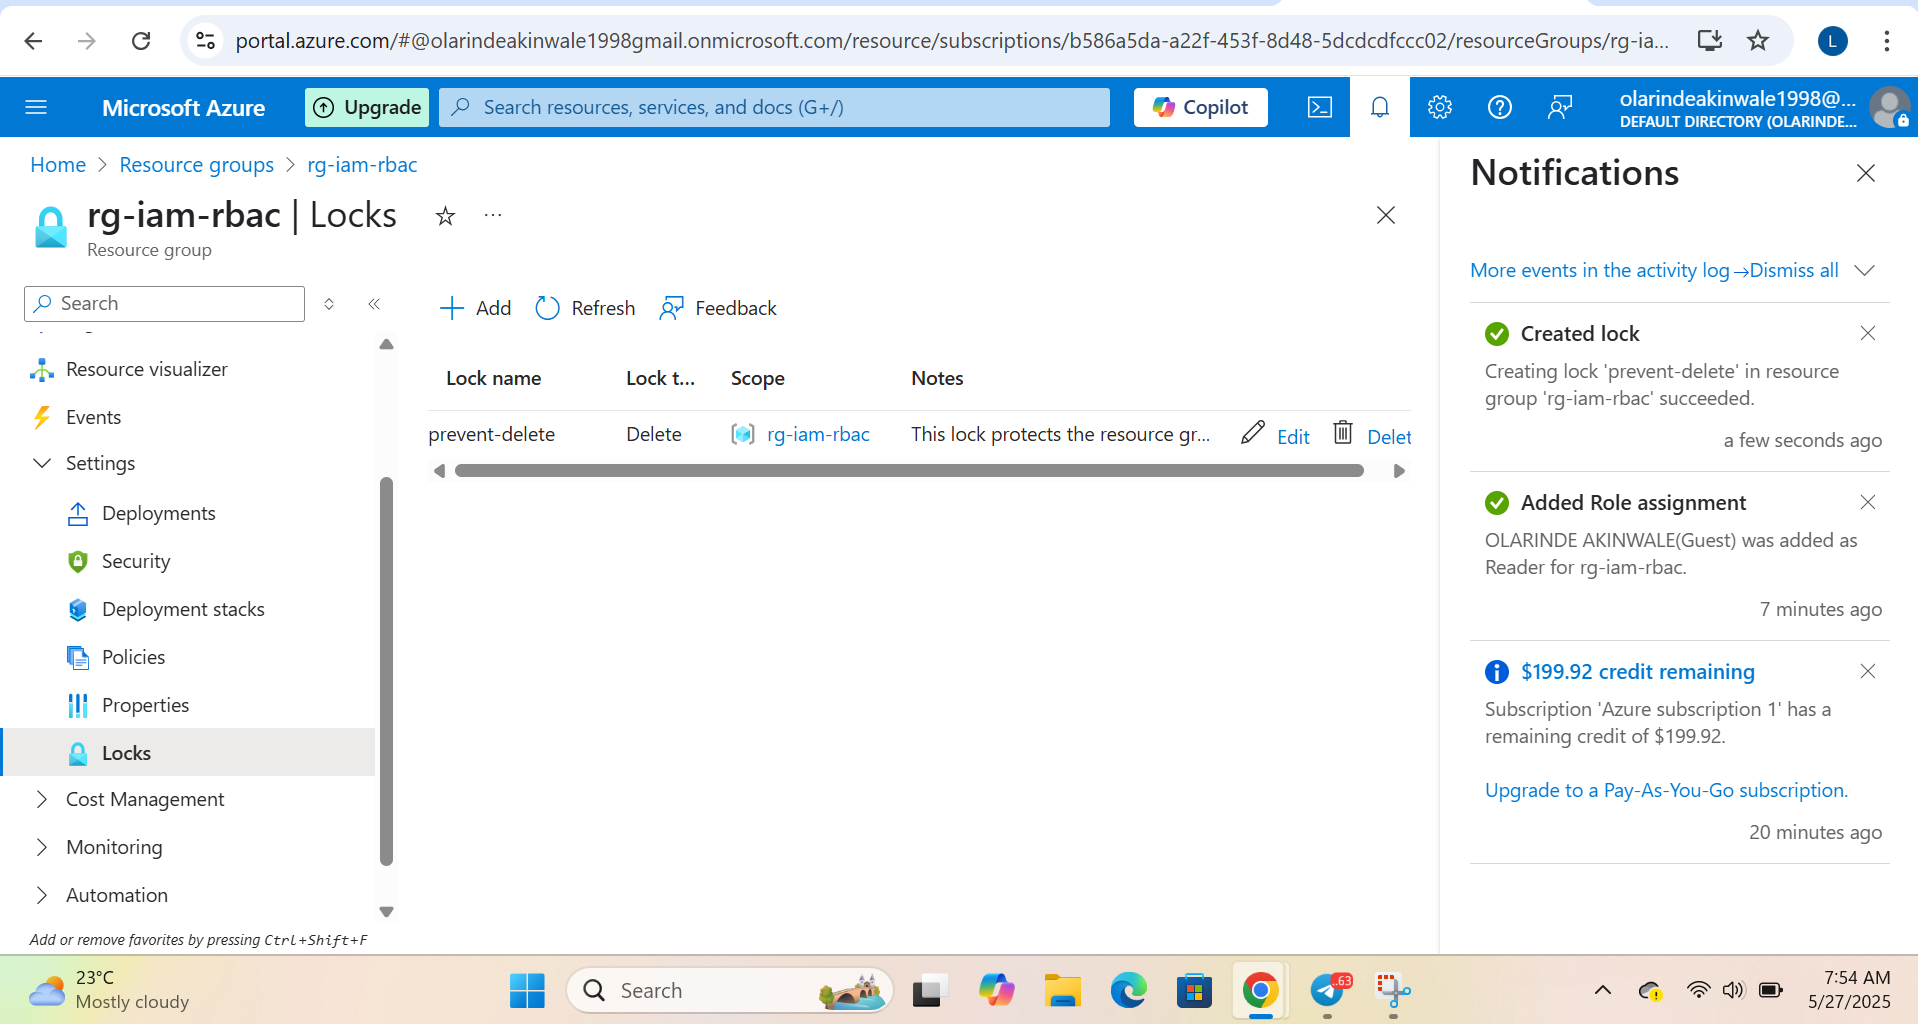 portal.azure.com/#@olarindeakinwale1998gmail.onmicrosoft.com/resource/subscriptions/b586a5da-a22f-453f-8d48-5dcdcdfccc02/resourceGroups/rg-ia...
L
Microsoft Azure
Upgrade
Search resources, services, and docs (G+/)
Copilot
olarindeakinwale1998@...
DEFAULT DIRECTORY (OLARINDE...
Home > Resource groups > rg-iam-rbac
rg-iam-rbac | Locks
Resource group
Search
Add
Refresh
Feedback
Resource visualizer
Events
Settings
Deployments
Security
Deployment stacks
Policies
Properties
Locks
Cost Management
Monitoring
Automation
Add or remove favorites by pressing Ctrl+Shift+F
Lock name Lock t... Scope Notes
prevent-delete Delete rg-iam-rbac This lock protects the resource gr... Edit Delet
Notifications
More events in the activity log → Dismiss all
Created lock
Creating lock 'prevent-delete' in resource
group 'rg-iam-rbac' succeeded.
a few seconds ago
Added Role assignment
OLARINDE AKINWALE(Guest) was added as
Reader for rg-iam-rbac.
7 minutes ago
$199.92 credit remaining
Subscription 'Azure subscription 1' has a
remaining credit of $199.92.
Upgrade to a Pay-As-You-Go subscription.
20 minutes ago
23°C
Mostly cloudy
Search
..63
7:54 AM
5/27/2025